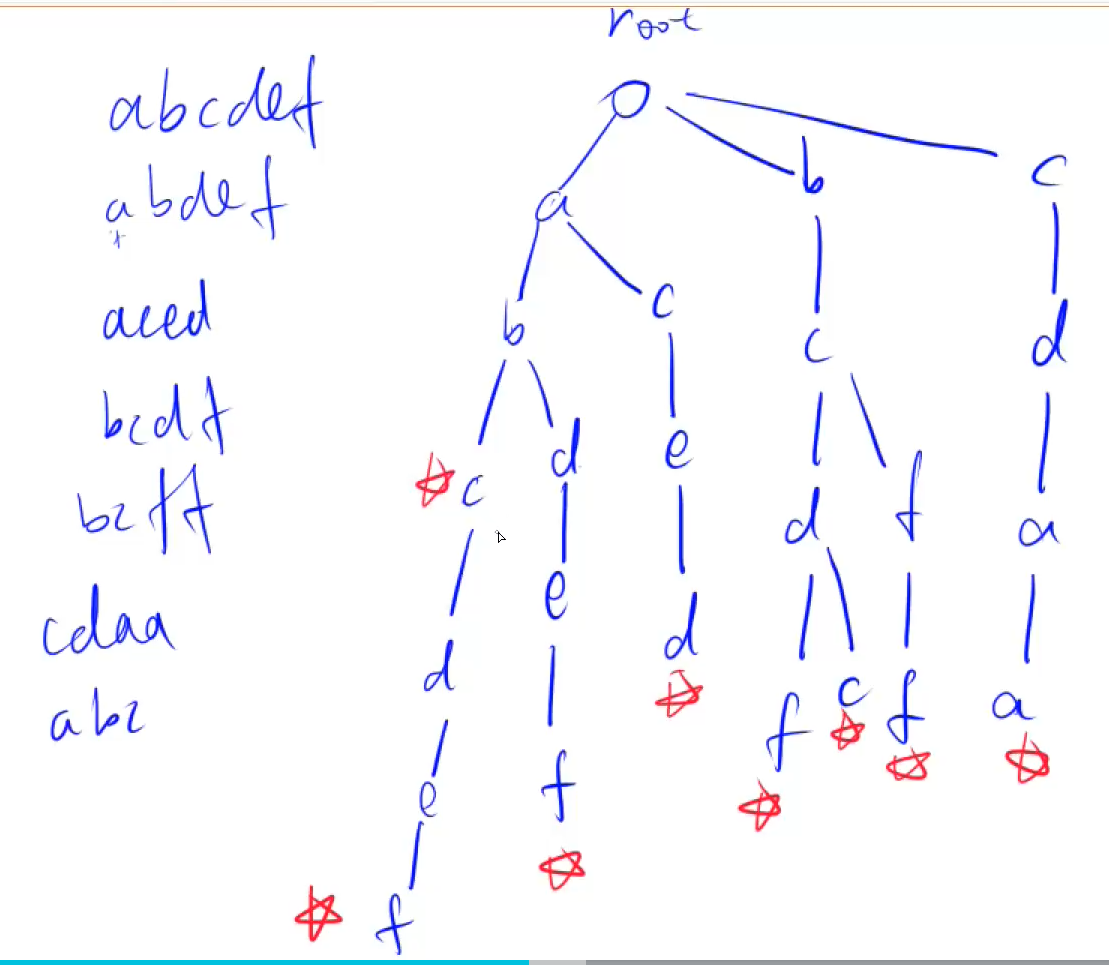 root
abcdef
abdef
aced
bcdf
bcff
cdaa
abc
a b c
b c c d
c d e d f a
d e d f c f a
e f
f